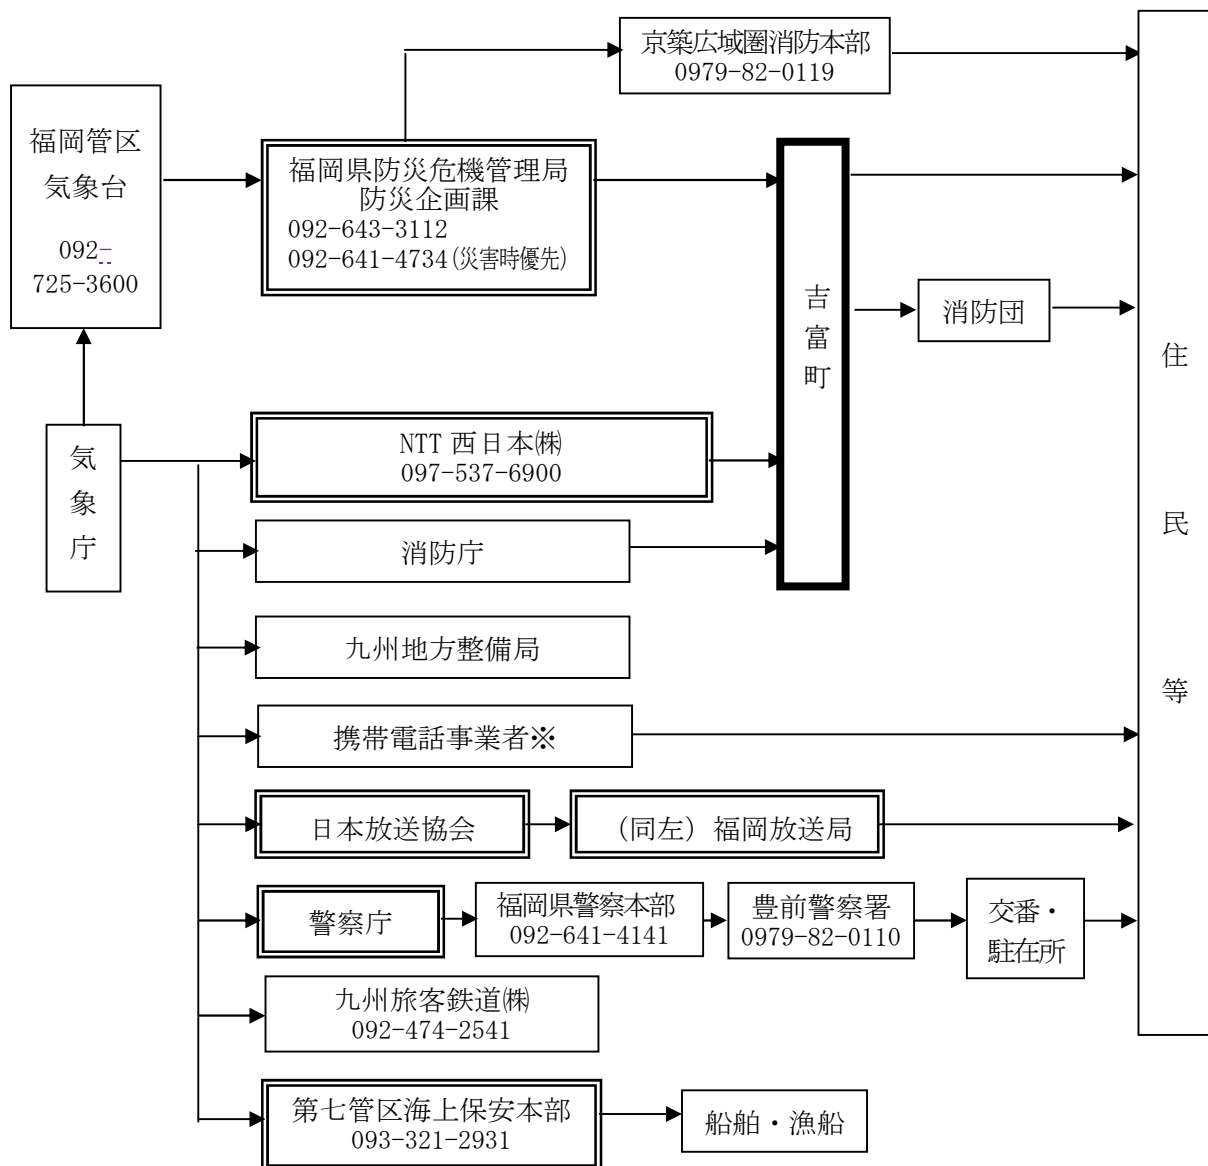 京築広域圏消防本部
0979-82-0119
福岡管区
気象台
092-
725-3600
福岡県防災危機管理局
防災企画課
092-643-3112
092-641-4734(災害時優先)
吉富町
消防団
住民等
気象庁
NTT 西日本㈱
097-537-6900
消防庁
九州地方整備局
携帯電話事業者※
日本放送協会
(同左)福岡放送局
警察庁
福岡県警察本部
092-641-4141
豊前警察署
0979-82-0110
交番・
駐在所
九州旅客鉄道㈱
092-474-2541
第七管区海上保安本部
093-321-2931
船舶・漁船